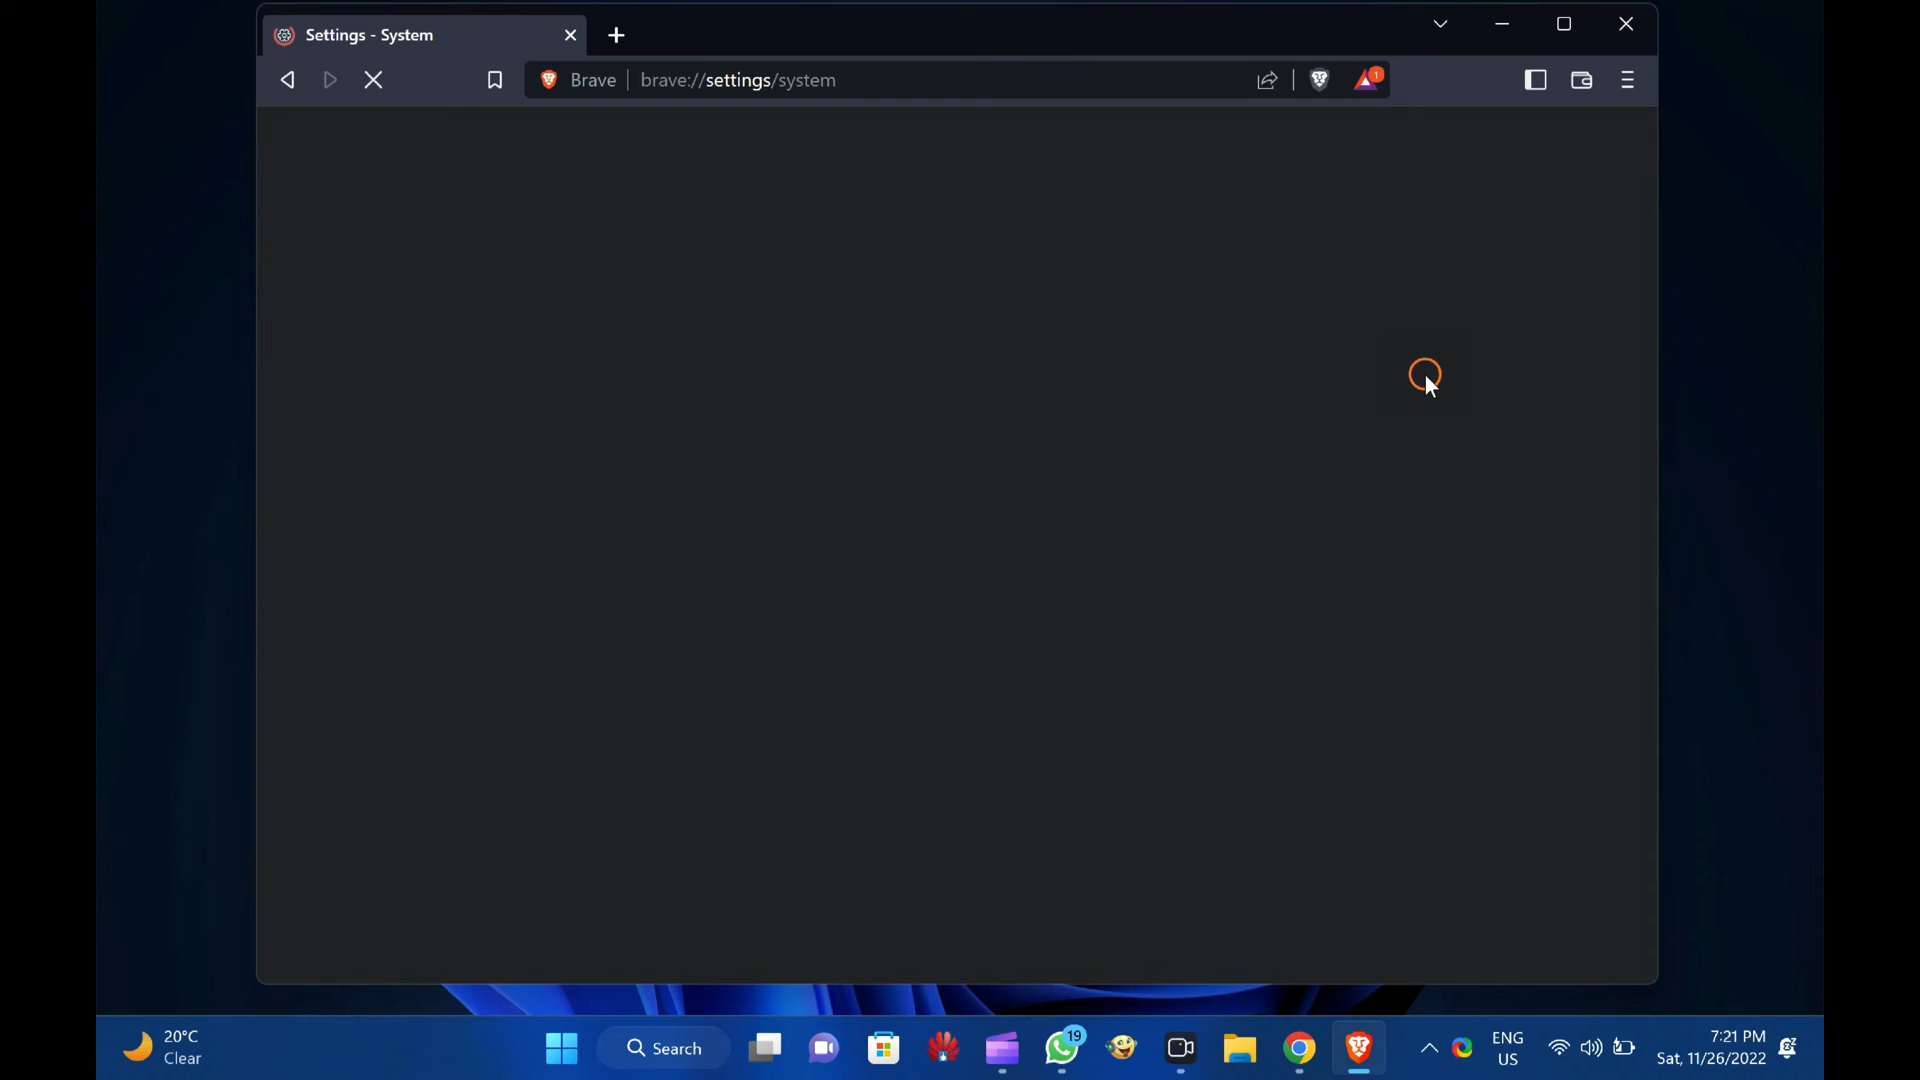 Settings - System
Brave brave://settings/system 1
20°C
Clear
Search
19
ENG
US
7:21 PM
Sat, 11/26/2022